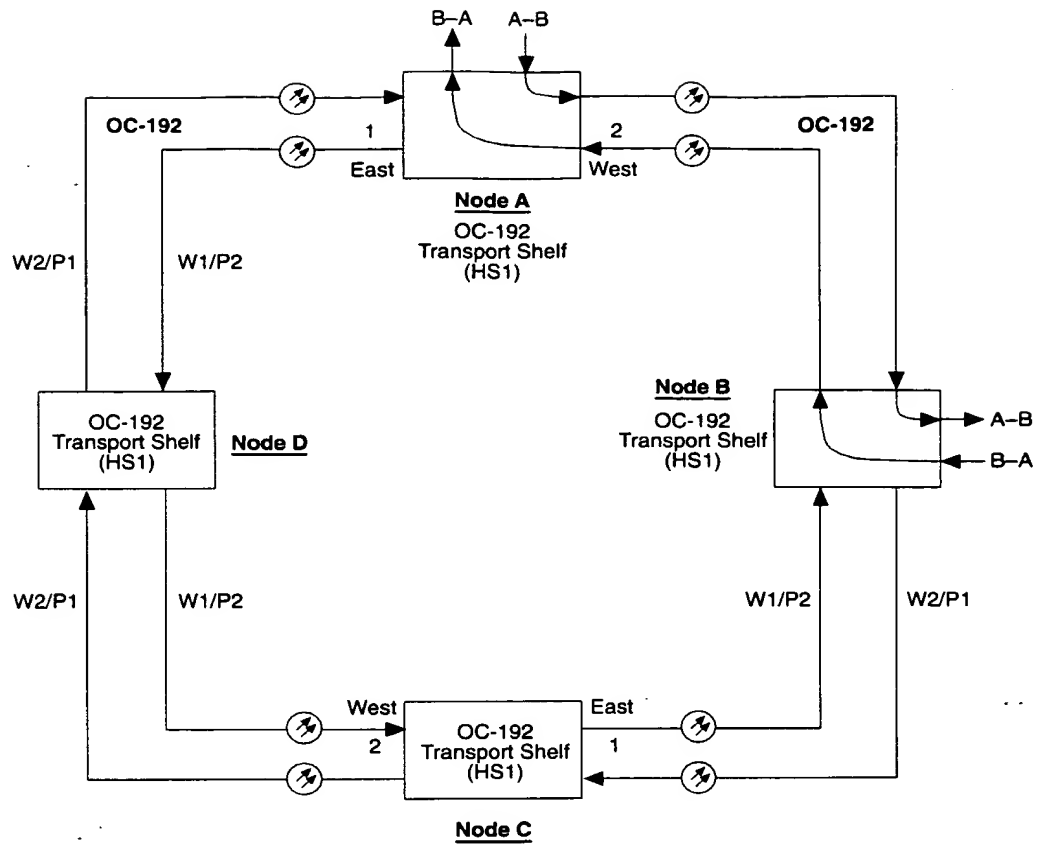 B–A
A–B
OC-192
1
East
2
West
OC-192
Node A
OC-192
Transport Shelf
(HS1)
W2/P1
W1/P2
OC-192
Transport Shelf
(HS1)
Node D
Node B
OC-192
Transport Shelf
(HS1)
A–B
B–A
W2/P1
W1/P2
W1/P2
W2/P1
West
2
OC-192
Transport Shelf
(HS1)
East
1
Node C